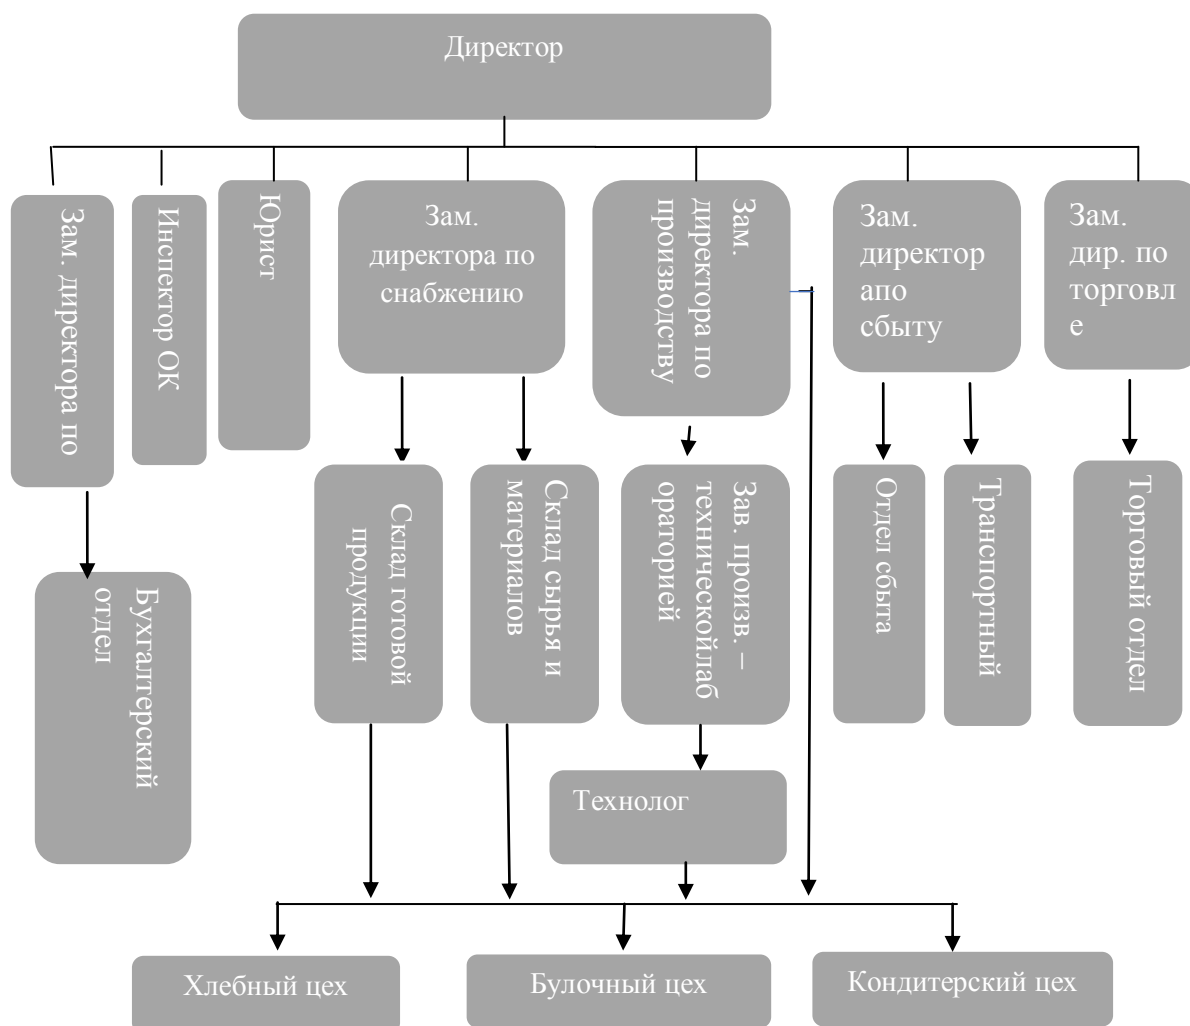 Директор
Зам. директора по
Инспектор ОК
Юрист
Зам.
директора по
снабжению
Зам.
директора по
производству
Зам.
директор
апо
сбыту
Зам.
дир. по
торговл
е
Бухгалтерский
отдел
Склад готовой
продукции
Склад сырья и
материалов
Зав. произв. –
техническойлаб
ораторией
Отдел сбыта
Транспортный
Торговый отдел
Технолог
Хлебный цех
Булочный цех
Кондитерский цех